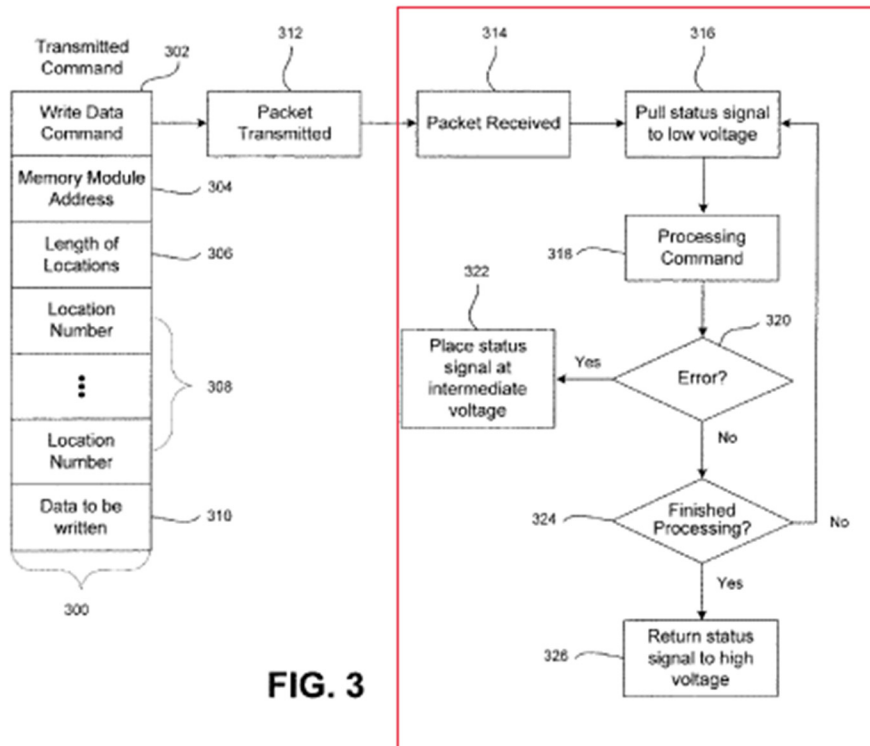 Transmitted
Command
302
Write Data
Command
Memory Module
Address
304
Length of
Locations
306
Location
Number
308
Location
Number
Data to be
written
310
300
312
Packet
Transmitted
314
Packet Received
316
Pull status signal
to low voltage
318
Processing
Command
320
Error?
Yes
322
Place status
signal at
intermediate
voltage
No
324
Finished
Processing?
No
Yes
326
Return status
signal to high
voltage
FIG. 3